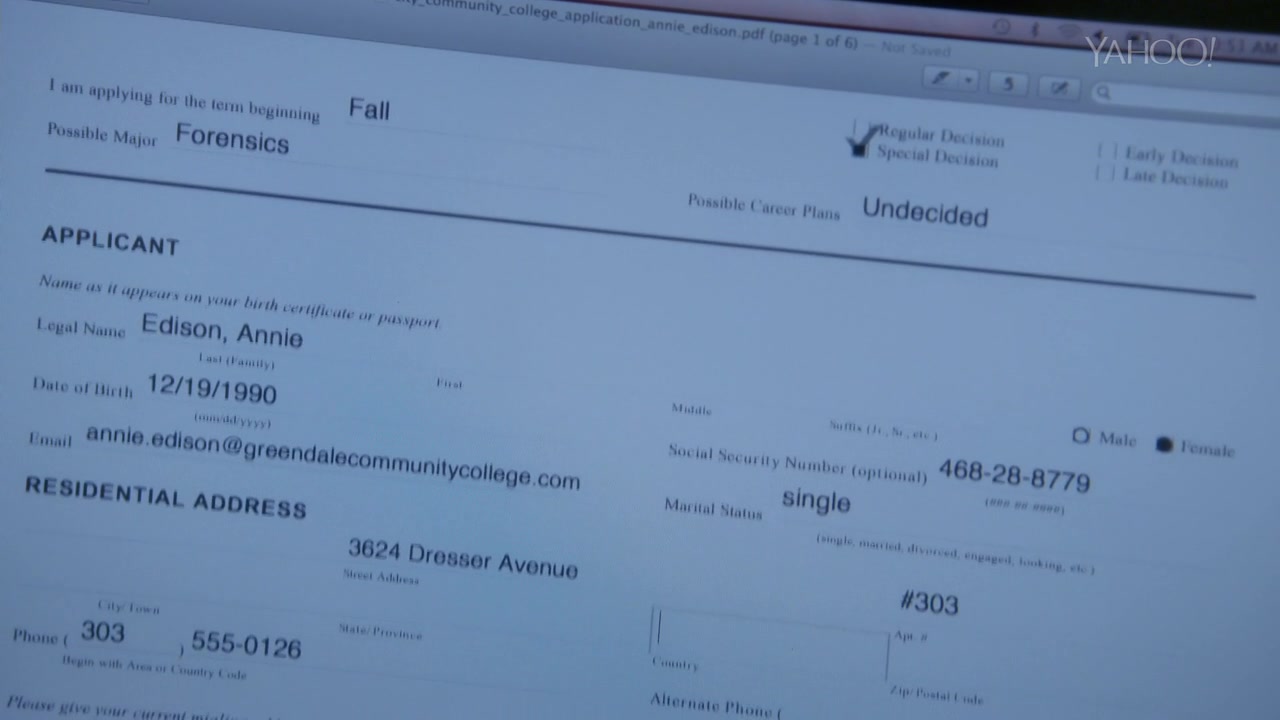 community_college_application_annie_edison.pdf (page 1 of 6) — Not Saved
:51 AM
YAHOO!
I am applying for the term beginning Fall
Possible Major Forensics
Regular Decision
Special Decision
Early Decision
Late Decision
Possible Career Plans Undecided
APPLICANT
Name as it appears on your birth certificate or passport.
Legal Name Edison, Annie
Last (Family)
First
Middle
Suffix (Jr., Sr., etc.)
Male Female
Date of Birth 12/19/1990
(mm/dd/yyyy)
Social Security Number (optional) 468-28-8779
(### ## ####)
Email annie.edison@greendalecommunitycollege.com
Marital Status single
(single, married, divorced, engaged, looking, etc.)
RESIDENTIAL ADDRESS
3624 Dresser Avenue
Street Address
#303
Apt. #
City/Town
State/Province
Country
Zip/Postal Code
Phone ( 303 ) 555-0126
Begin with Area or Country Code
Alternate Phone (
Please give your current